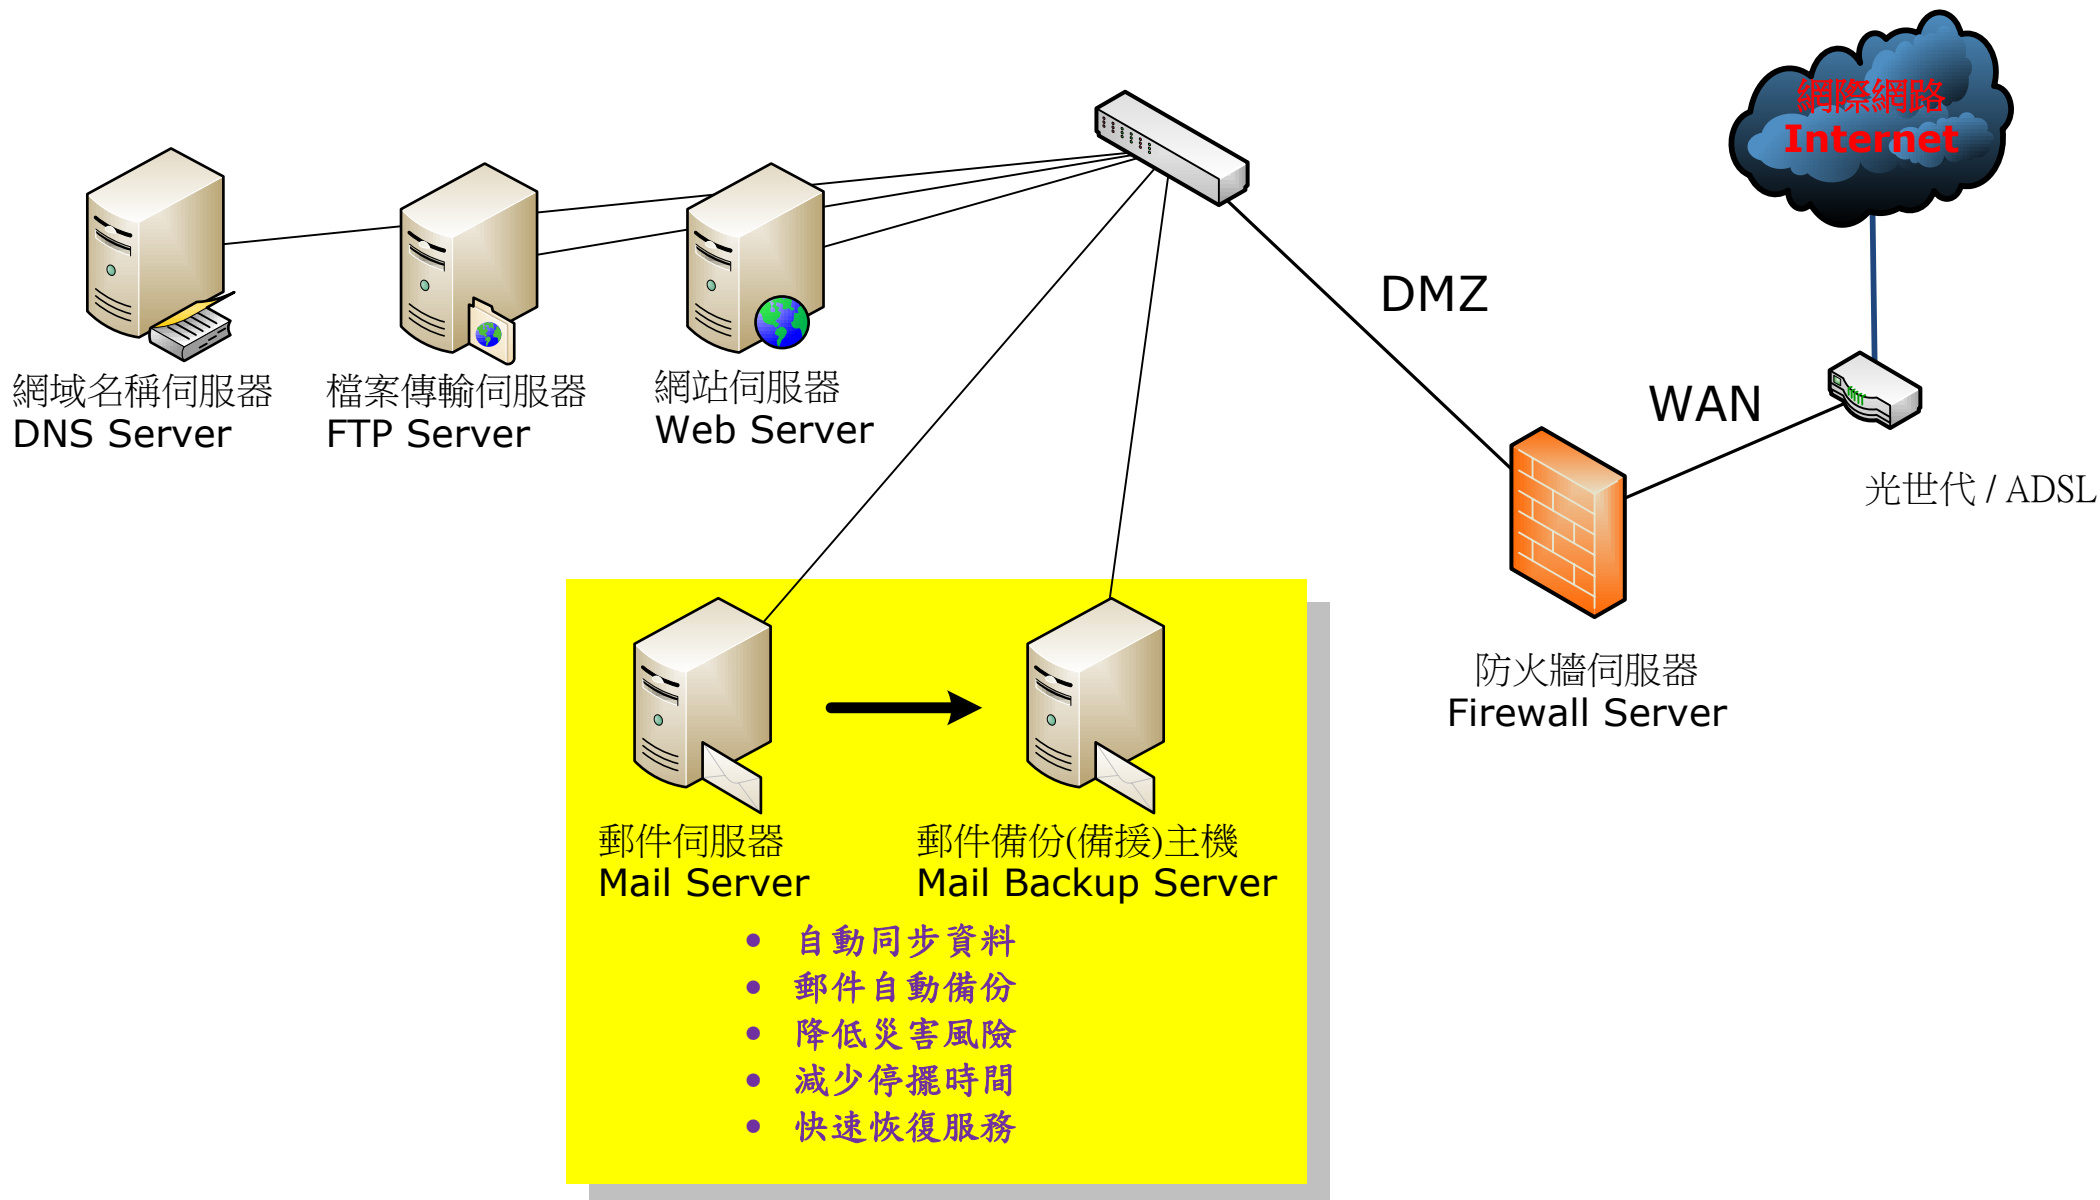 網際網路
Internet
DMZ
WAN
網域名稱伺服器
DNS Server
檔案傳輸伺服器
FTP Server
網站伺服器
Web Server
光世代 / ADSL
防火牆伺服器
Firewall Server
郵件伺服器
Mail Server
郵件備份(備援)主機
Mail Backup Server
• 自動同步資料
• 郵件自動備份
• 降低災害風險
• 減少停擺時間
• 快速恢復服務